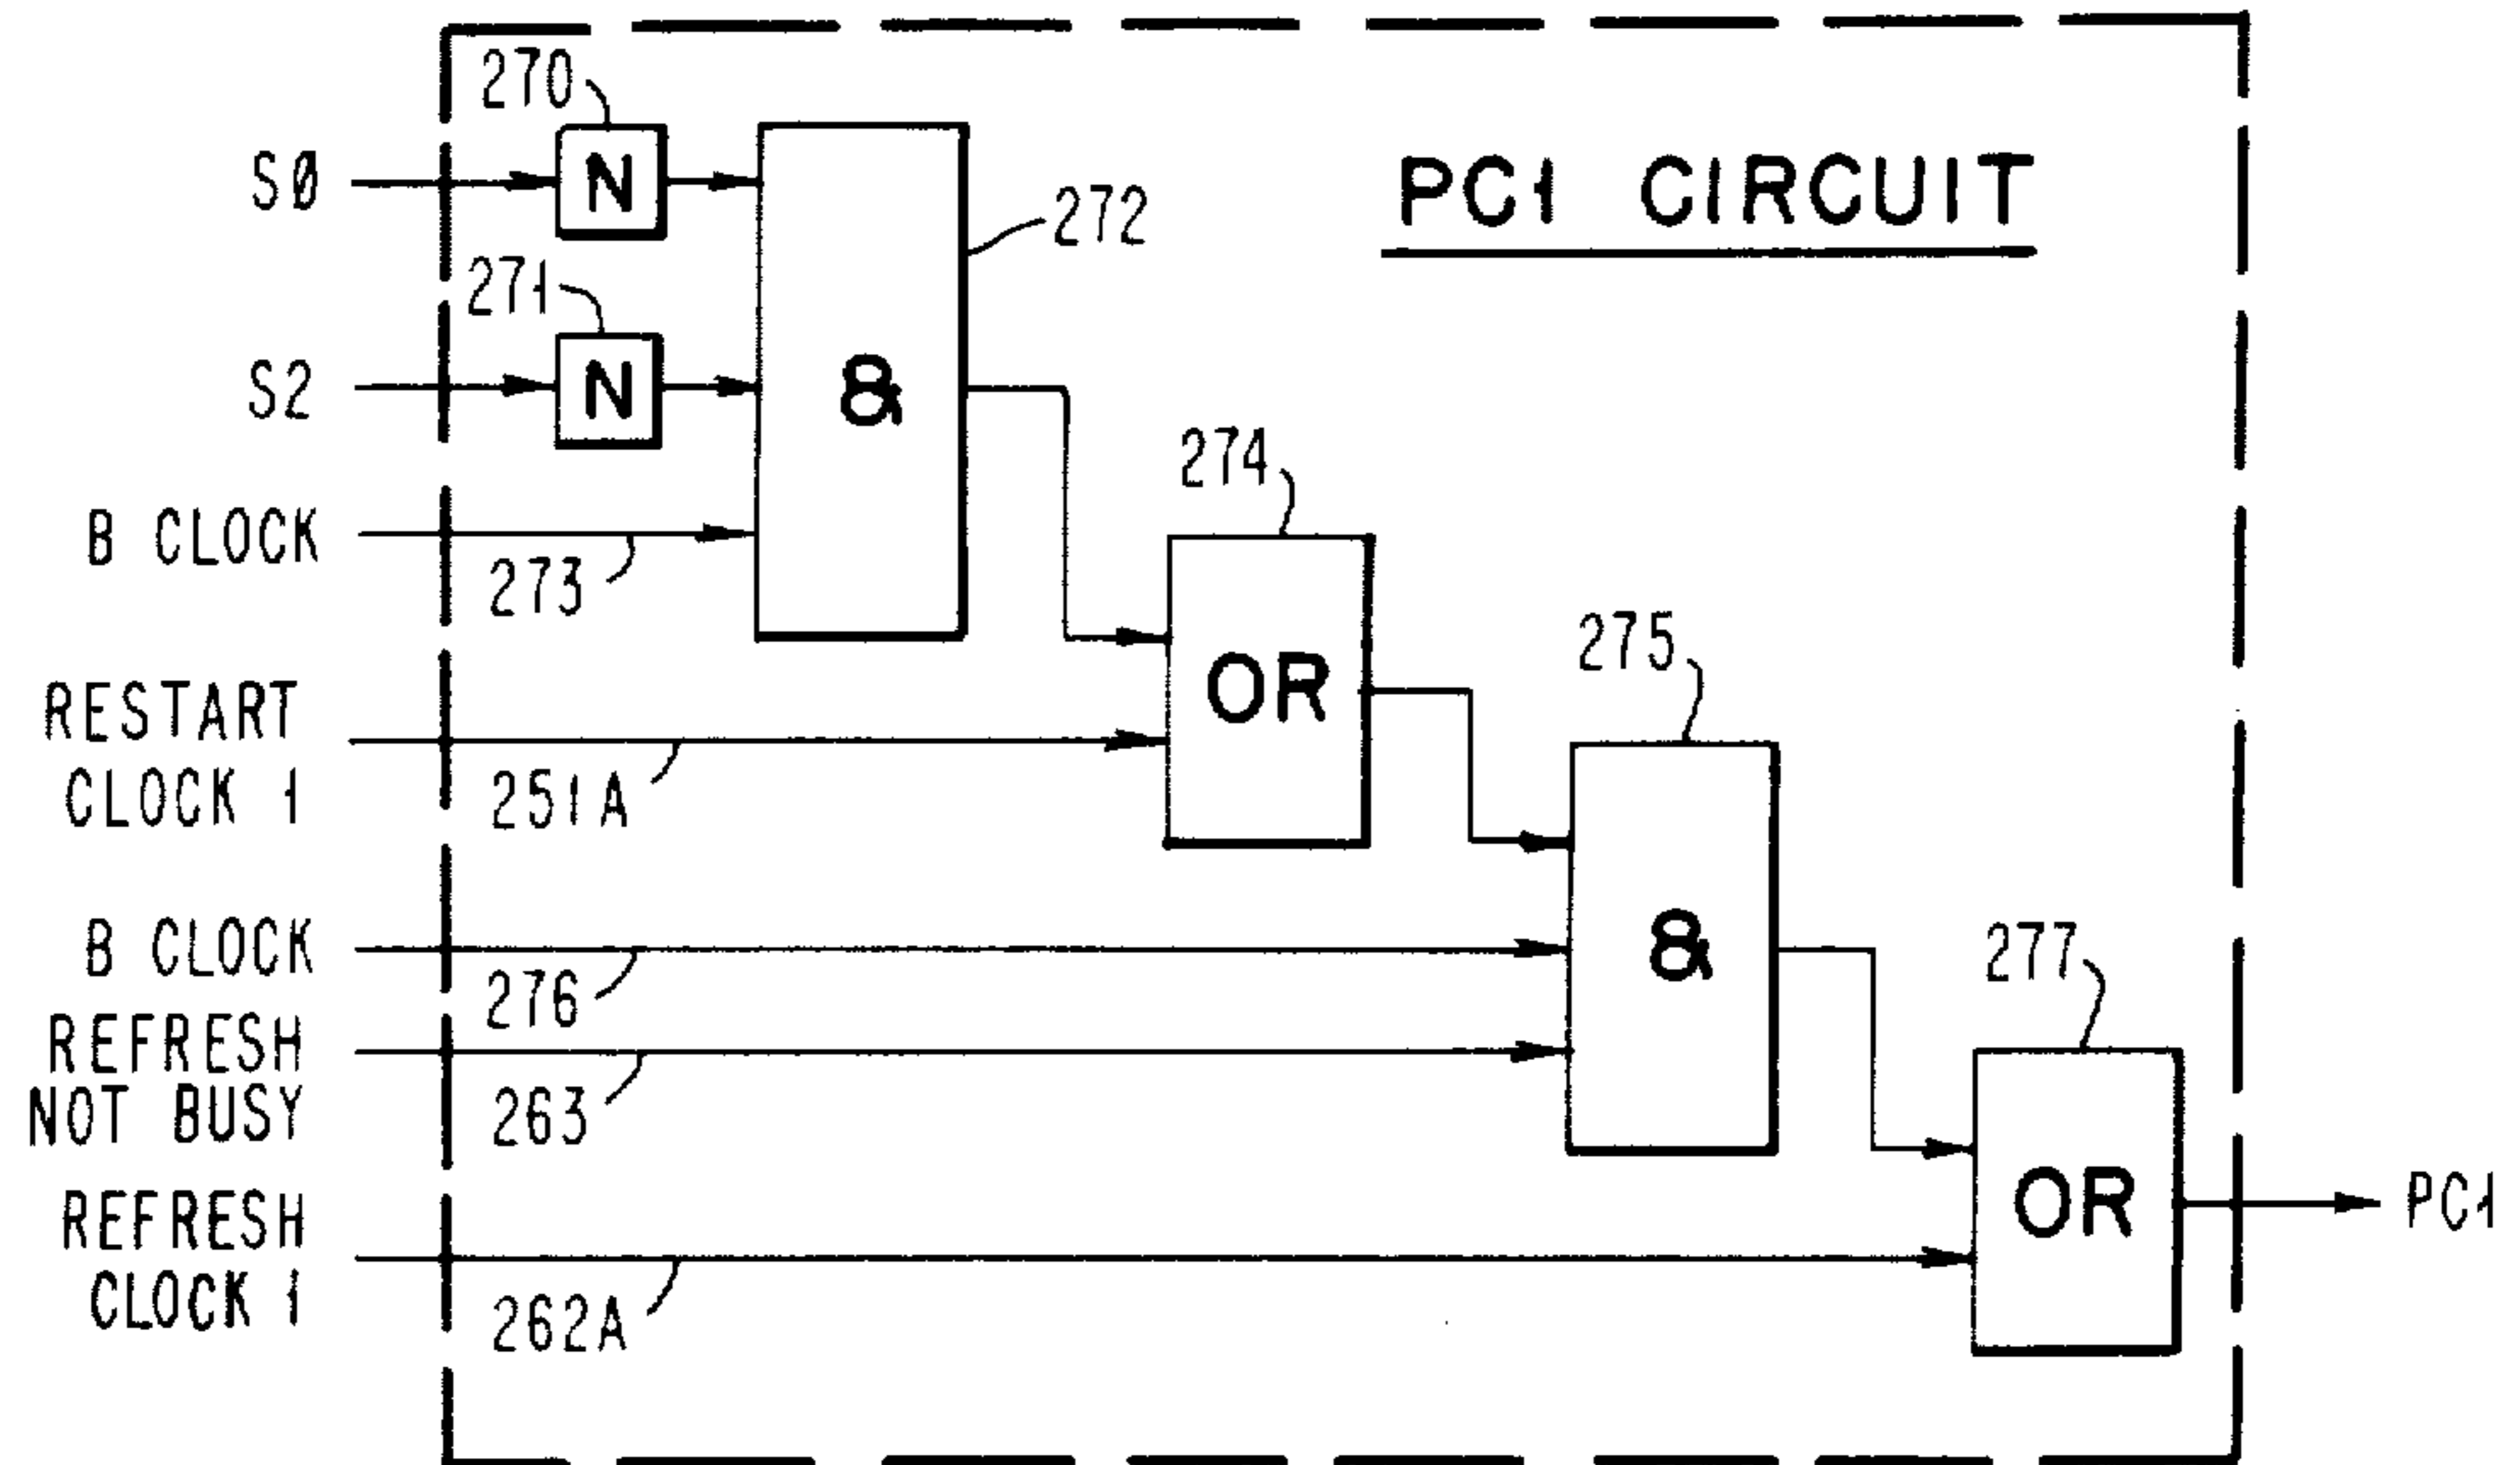 270
S0
N
272
PC1 CIRCUIT
271
S2
N
&
B CLOCK
273
274
RESTART
CLOCK 1
251A
OR
275
B CLOCK
276
&
277
REFRESH
NOT BUSY
263
REFRESH
CLOCK 1
262A
OR
PC1